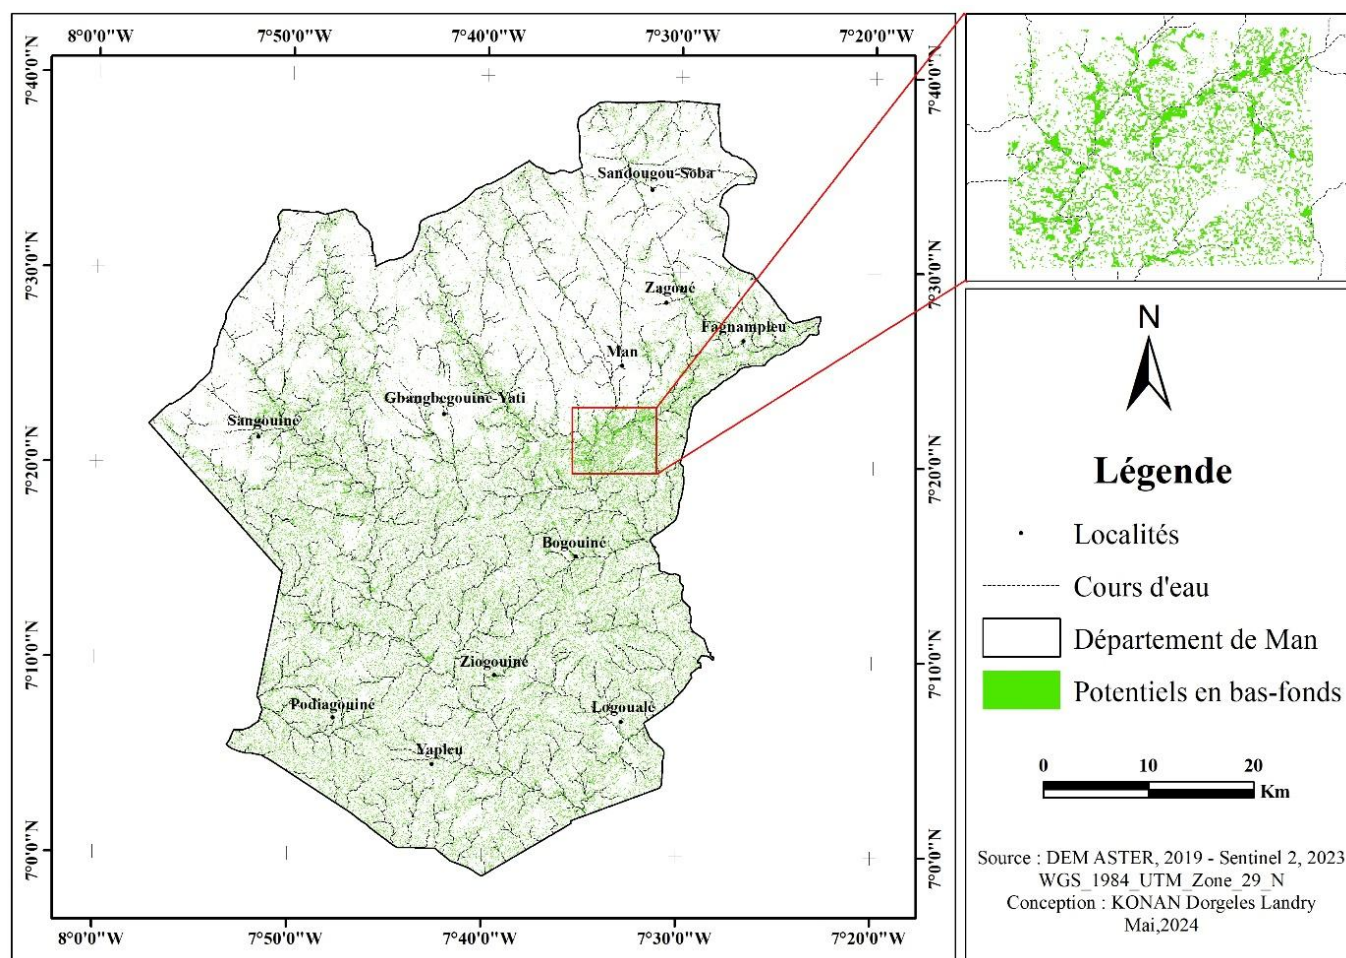 8°0'0"W 7°50'0"W 7°40'0"W 7°30'0"W 7°20'0"W
7°40'0"N
7°30'0"N
7°20'0"N
7°10'0"N
7°0'0"N
Sandougou-Soba
Zagoué
Fagnampleu
Man
Gbangbegouine-Yati
Sangouiné
Bogouiné
Ziogouiné
Podiagouiné
Logoualé
Yapleu
7°40'0"N
7°30'0"N
7°20'0"N
7°10'0"N
7°0'0"N
8°0'0"W 7°50'0"W 7°40'0"W 7°30'0"W 7°20'0"W
N
Légende
Localités
Cours d'eau
Département de Man
Potentiels en bas-fonds
0 10 20
Km
Source : DEM ASTER, 2019 - Sentinel 2, 2023
WGS_1984_UTM_Zone_29_N
Conception : KONAN Dorgeles Landry
Mai,2024